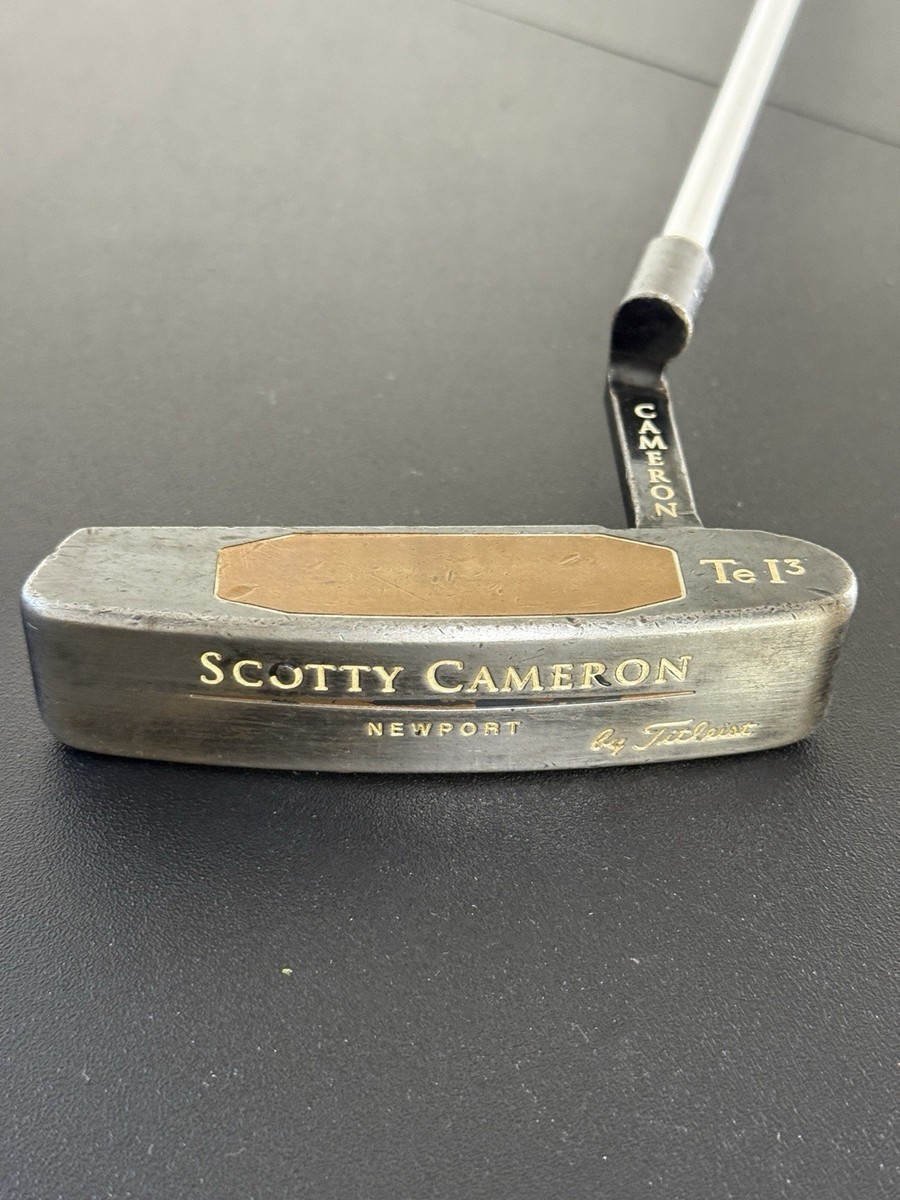 CAMERON
Te I³
SCOTTY CAMERON
NEWPORT
by Titleist